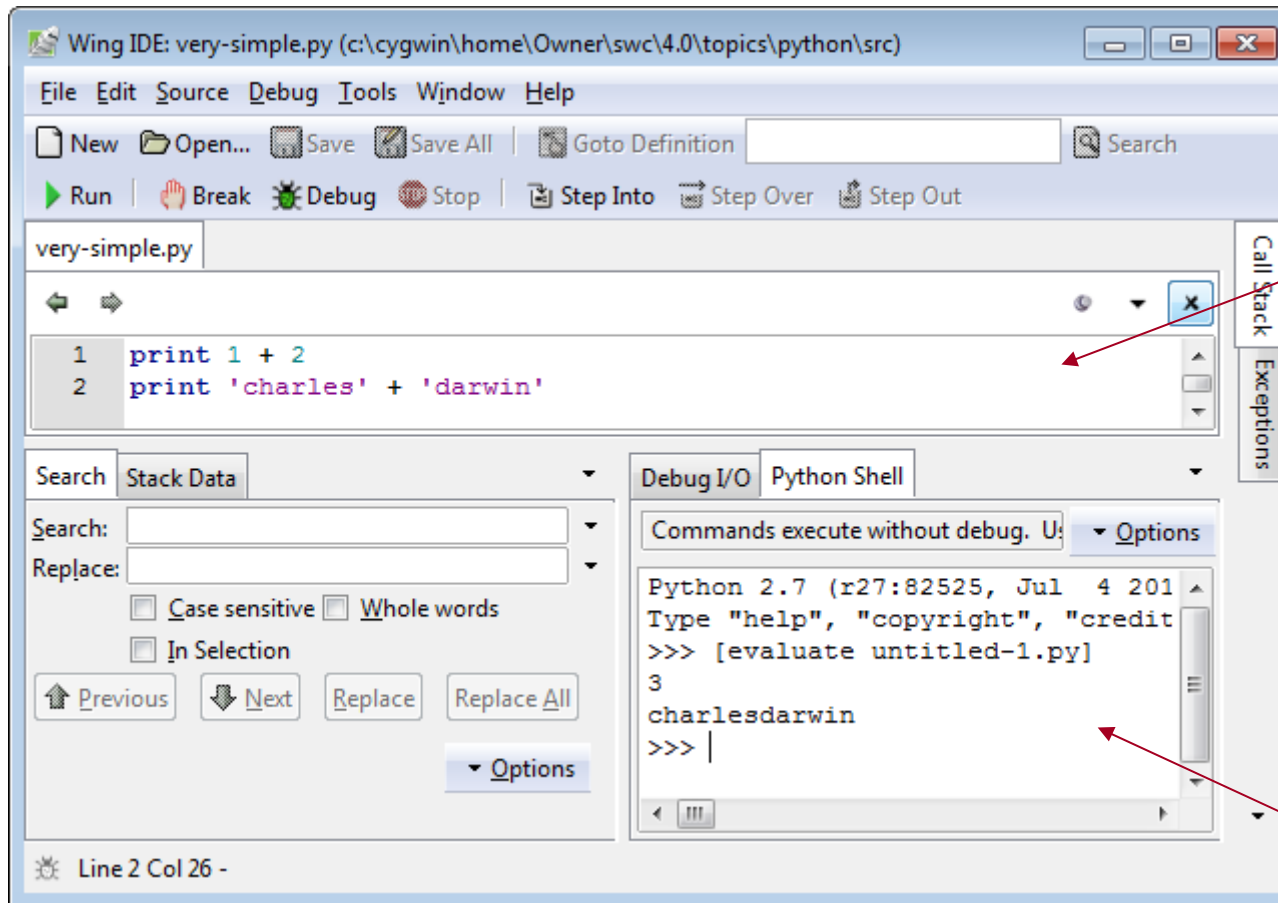 Wing IDE: very-simple.py (c:\cygwin\home\Owner\swc\4.0\topics\python\src)
File Edit Source Debug Tools Window Help
New Open... Save Save All Goto Definition Search
Run Break Debug Stop Step Into Step Over Step Out
very-simple.py
Call Stack
Exceptions
1 print 1 + 2
2 print 'charles' + 'darwin'
Search Stack Data
Search:
Replace:
Case sensitive Whole words
In Selection
Previous Next Replace Replace All
Options
Debug I/O Python Shell
Commands execute without debug. Options
Python 2.7 (r27:82525, Jul 4 201
Type "help", "copyright", "credit
>>> [evaluate untitled-1.py]
3
charlesdarwin
>>>
Line 2 Col 26 -